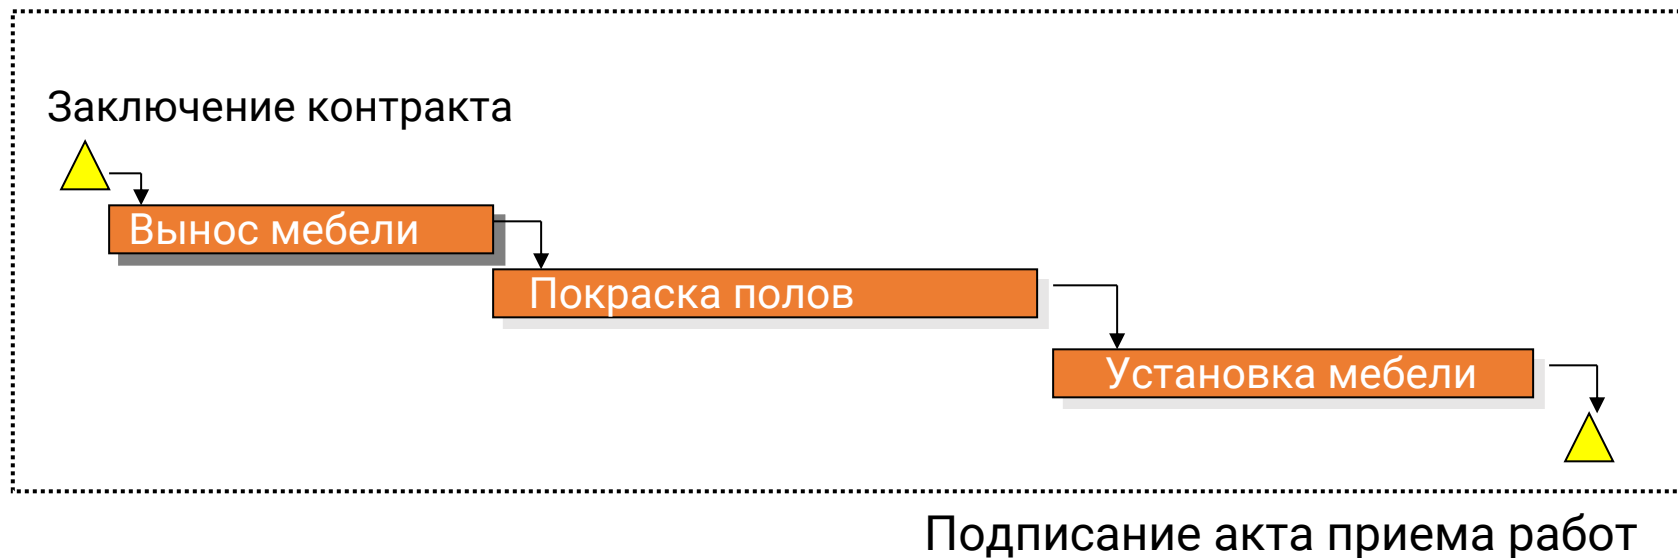 Заключение контракта
Вынос мебели
Покраска полов
Установка мебели
Подписание акта приема работ